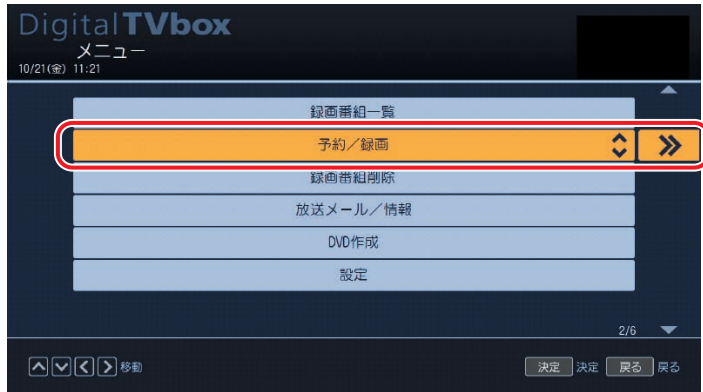 DigitalTVbox
メニュー
10/21(金) 11:21
録画番組一覧
予約／録画
録画番組削除
放送メール／情報
DVD作成
設定
2/6
移動 決定 決定 戻る 戻る